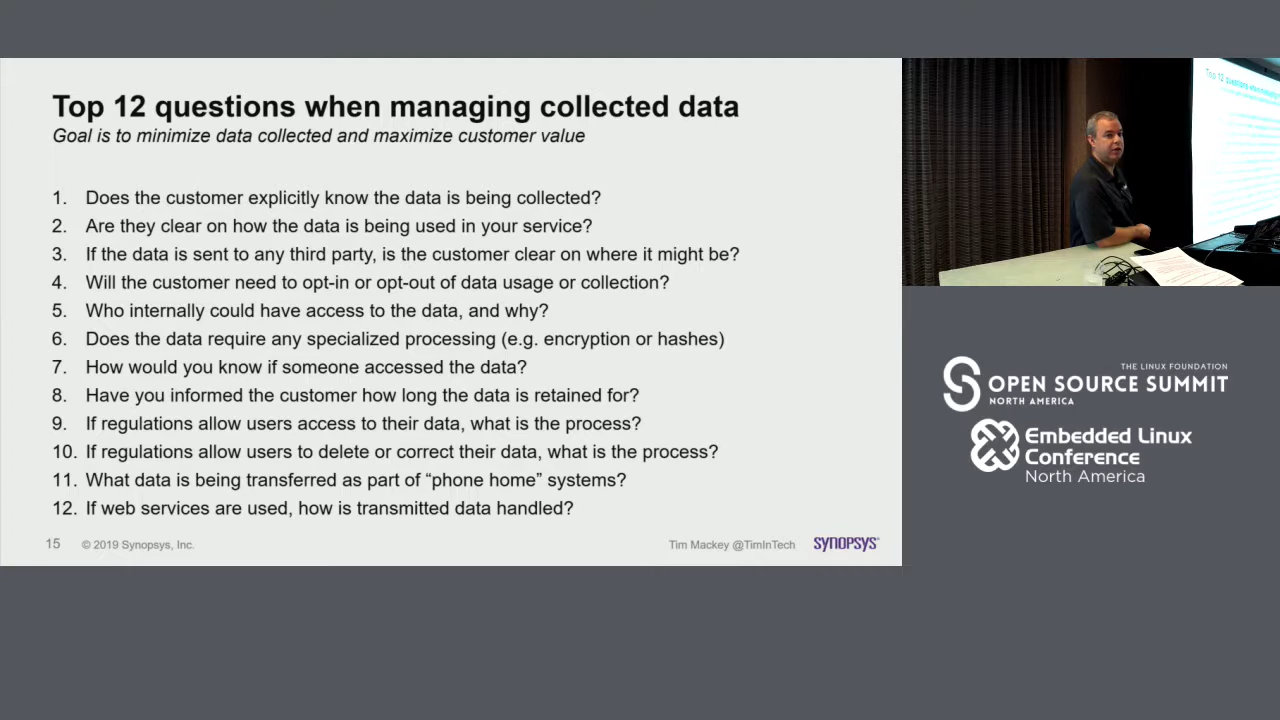 Top 12 questions when managing collected data
Goal is to minimize data collected and maximize customer value
1. Does the customer explicitly know the data is being collected?
2. Are they clear on how the data is being used in your service?
3. If the data is sent to any third party, is the customer clear on where it might be?
4. Will the customer need to opt-in or opt-out of data usage or collection?
5. Who internally could have access to the data, and why?
6. Does the data require any specialized processing (e.g. encryption or hashes)
7. How would you know if someone accessed the data?
8. Have you informed the customer how long the data is retained for?
9. If regulations allow users access to their data, what is the process?
10. If regulations allow users to delete or correct their data, what is the process?
11. What data is being transferred as part of “phone home” systems?
12. If web services are used, how is transmitted data handled?
15 © 2019 Synopsys, Inc.
Tim Mackey @TimInTech
SYNOPSYS®
Top 12 questions when managing
THE LINUX FOUNDATION
OPEN SOURCE SUMMIT
NORTH AMERICA
Embedded Linux
Conference
North America